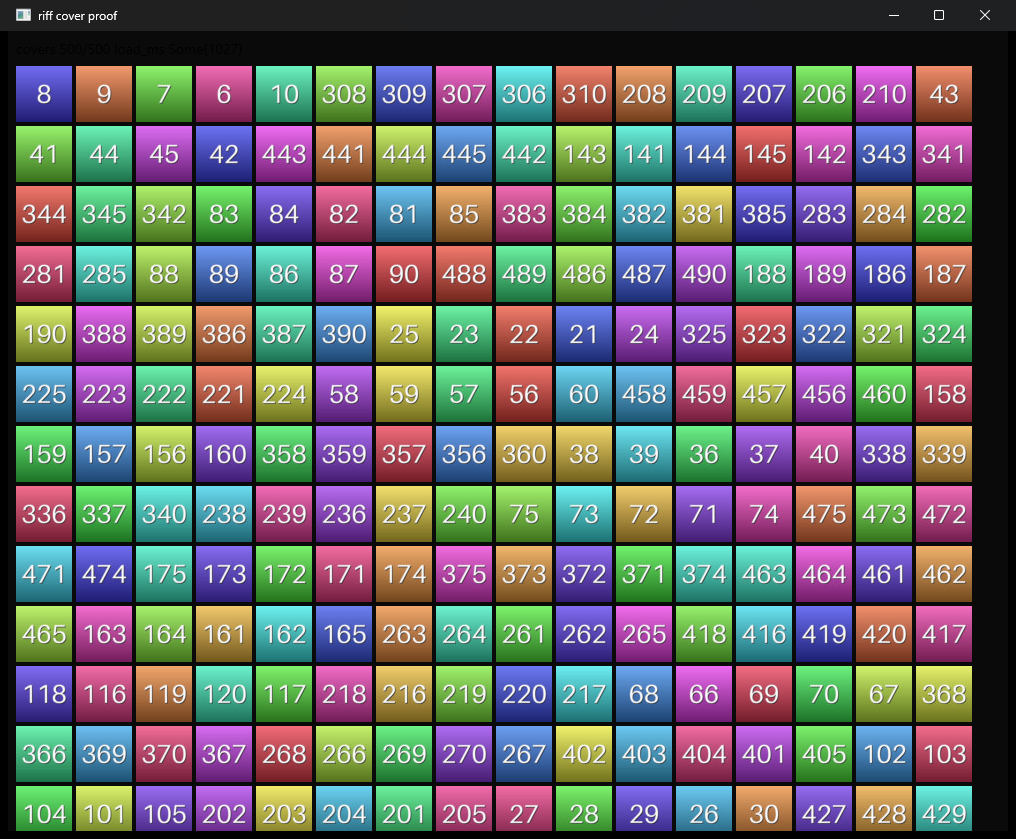 riff cover proof
covers 500/500 load_ms Some(1027)
8 9 7 6 10 308 309 307 306 310 208 209 207 206 210 43
41 44 45 42 443 441 444 445 442 143 141 144 145 142 343 341
344 345 342 83 84 82 81 85 383 384 382 381 385 283 284 282
281 285 88 89 86 87 90 488 489 486 487 490 188 189 186 187
190 388 389 386 387 390 25 23 22 21 24 325 323 322 321 324
225 223 222 221 224 58 59 57 56 60 458 459 457 456 460 158
159 157 156 160 358 359 357 356 360 38 39 36 37 40 338 339
336 337 340 238 239 236 237 240 75 73 72 71 74 475 473 472
471 474 175 173 172 171 174 375 373 372 371 374 463 464 461 462
465 163 164 161 162 165 263 264 261 262 265 418 416 419 420 417
118 116 119 120 117 218 216 219 220 217 68 66 69 70 67 368
366 369 370 367 268 266 269 270 267 402 403 404 401 405 102 103
104 101 105 202 203 204 201 205 27 28 29 26 30 427 428 429